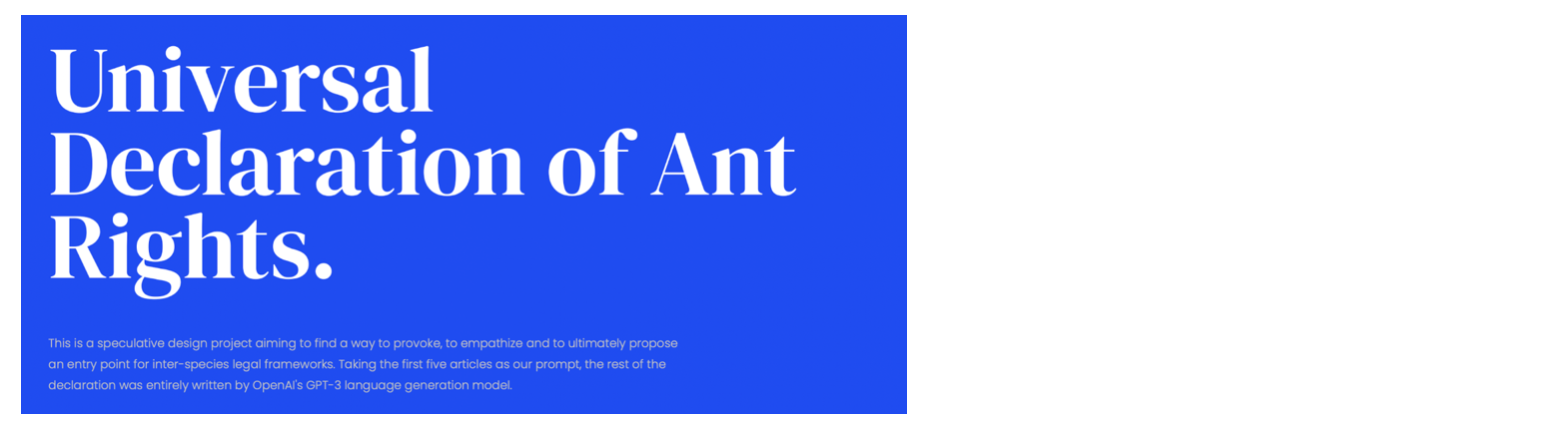 Universal
Declaration of Ant
Rights.
This is a speculative design project aiming to find a way to provoke, to empathize and to ultimately propose
an entry point for inter-species legal frameworks. Taking the first five articles as our prompt, the rest of the
declaration was entirely written by OpenAI's GPT-3 language generation model.